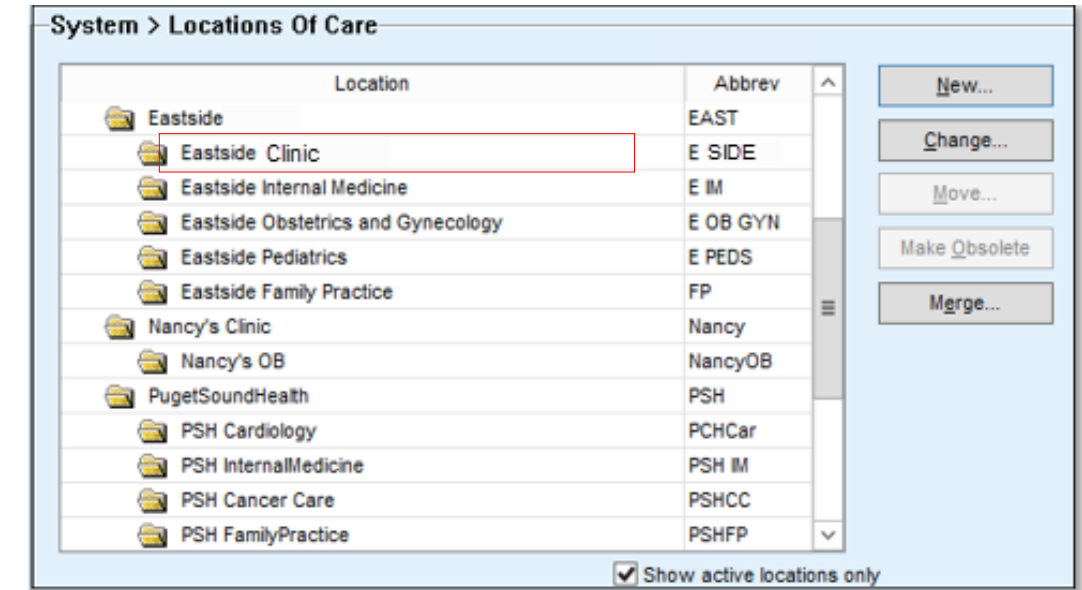 System > Locations Of Care
Location Abbrev
Eastside EAST
Eastside Clinic E SIDE
Eastside Internal Medicine E IM
Eastside Obstetrics and Gynecology E OB GYN
Eastside Pediatrics E PEDS
Eastside Family Practice FP
Nancy's Clinic Nancy
Nancy's OB NancyOB
PugetSoundHealth PSH
PSH Cardiology PCHCar
PSH InternalMedicine PSH IM
PSH Cancer Care PSHCC
PSH FamilyPractice PSHFP
New...
Change...
Move...
Make Obsolete
Merge...
Show active locations only